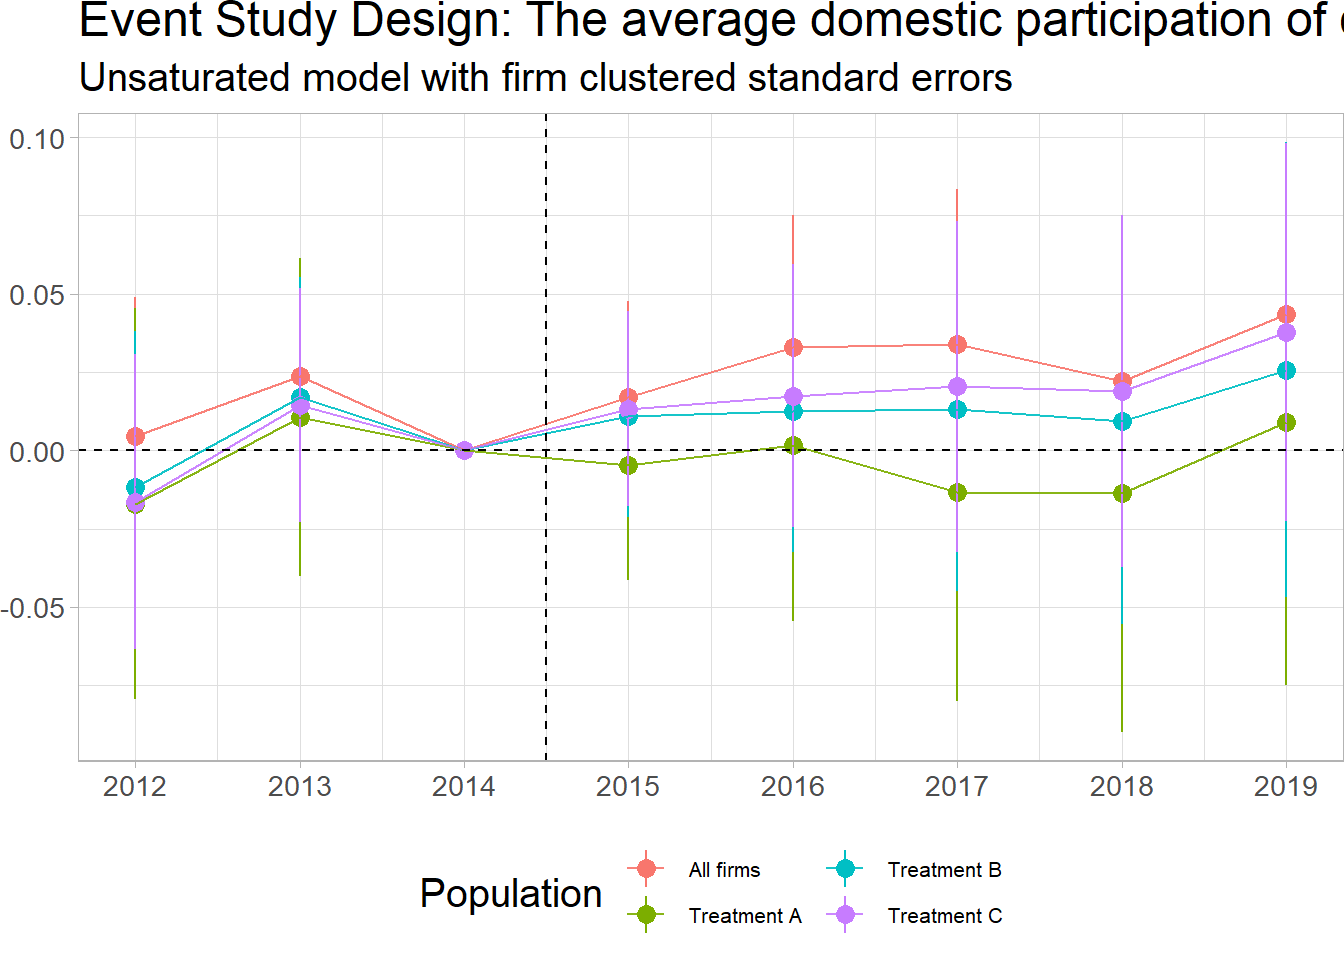 Event Study Design: The average domestic participation of
Unsaturated model with firm clustered standard errors
0.10
0.05
0.00
-0.05
2012 2013 2014 2015 2016 2017 2018 2019
Population
All firms
Treatment B
Treatment A
Treatment C